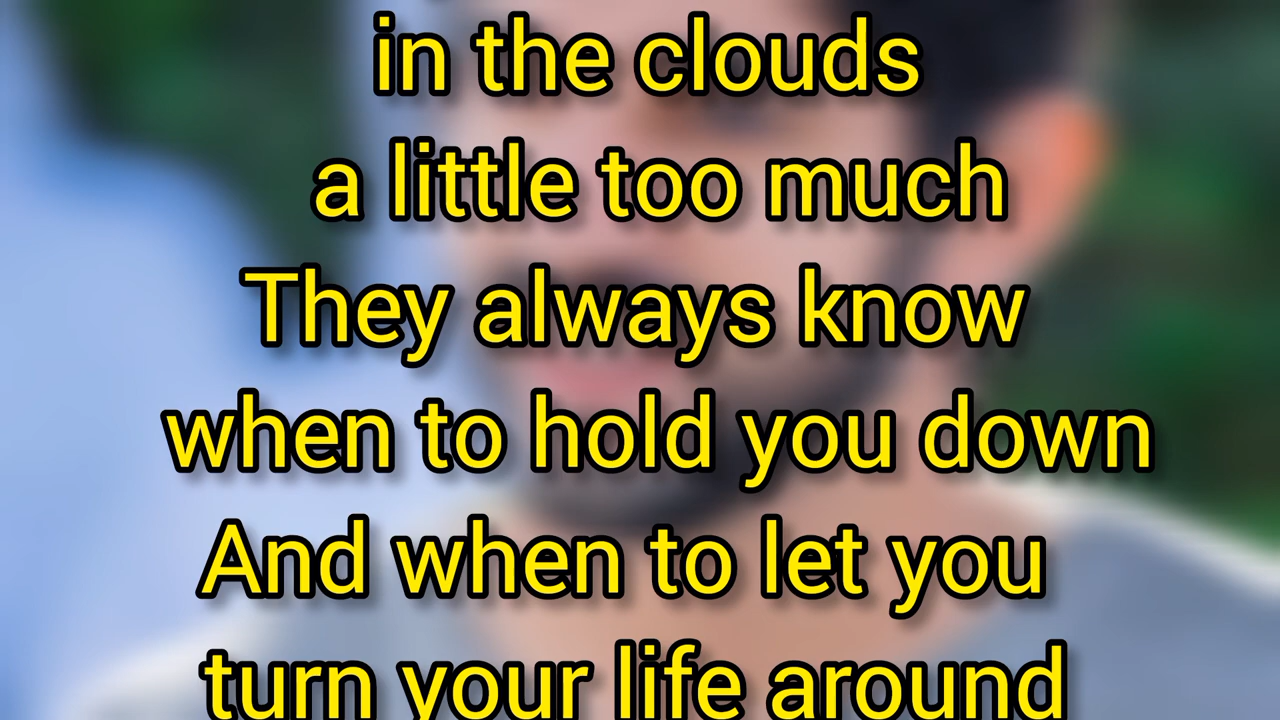 in the clouds
a little too much
They always know
when to hold you down
And when to let you
turn your life around